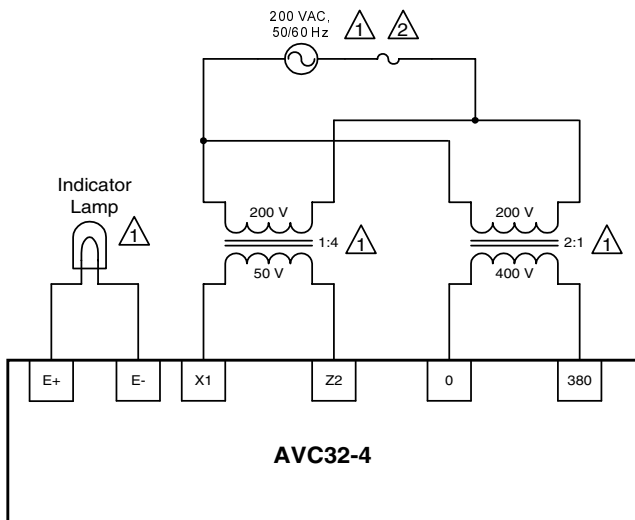 200 VAC,
50/60 Hz
1
2
Indicator
Lamp
1
200 V
1:4
1
50 V
200 V
2:1
1
400 V
E+
E-
X1
Z2
0
380
AVC32-4